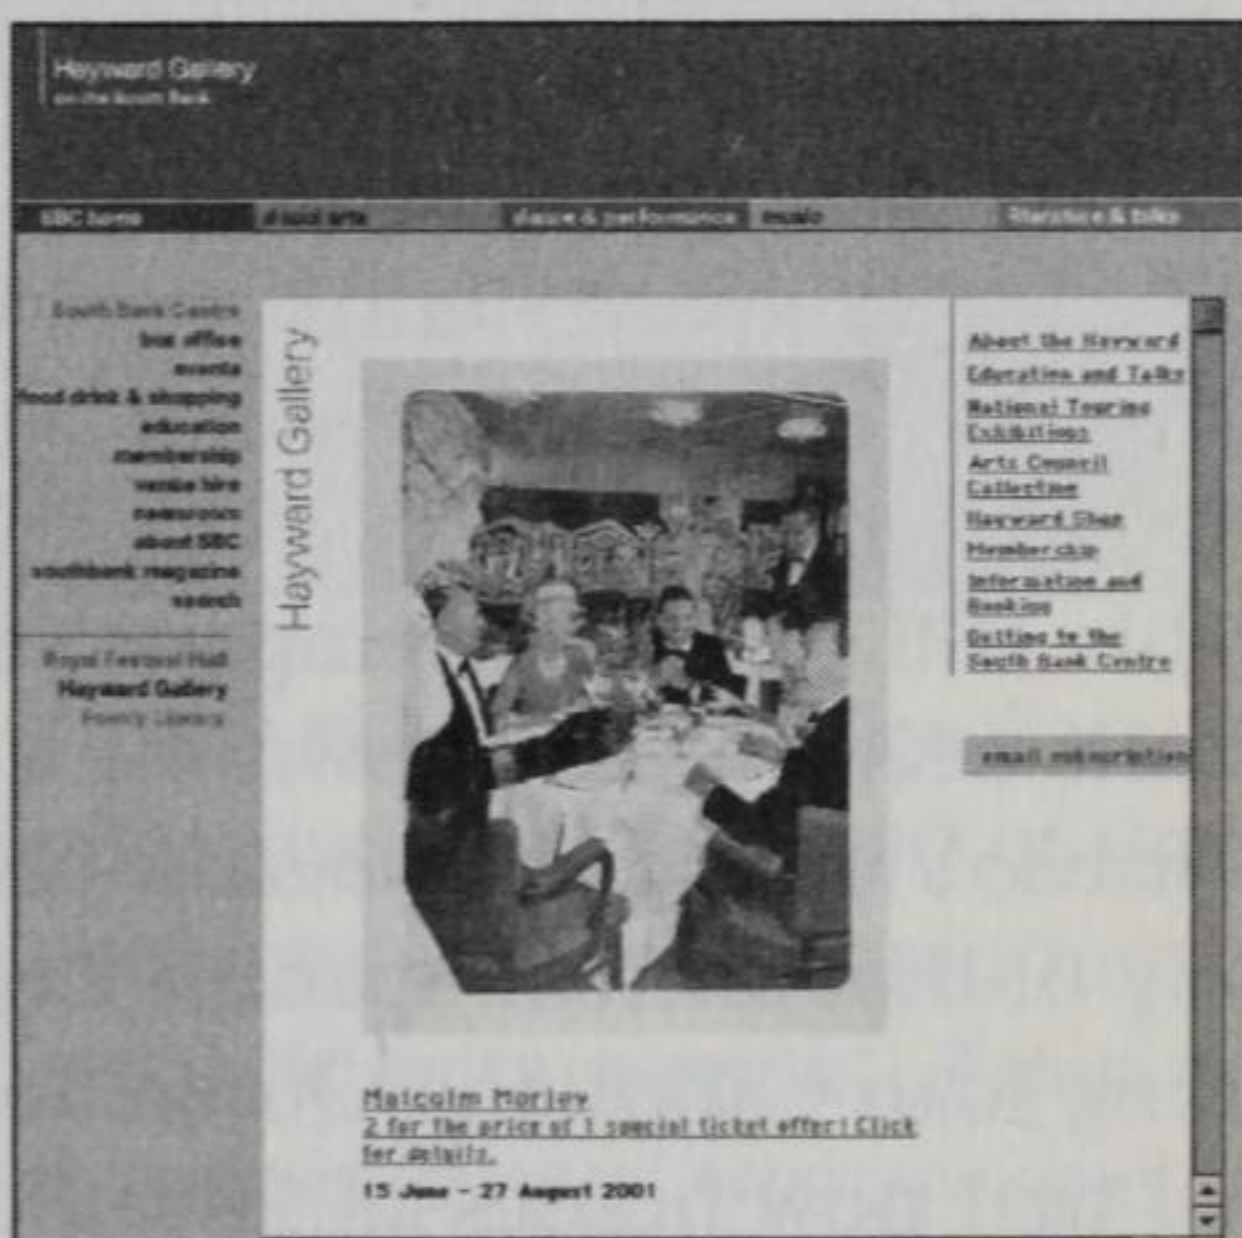 Hayward Gallery
on the South Bank
SBC home
visual arts
dance & performance
music
literature & talks
South Bank Centre
box office
events
food drink & shopping
education
membership
venue hire
newsroom
about SBC
southbank magazine
search
Royal Festival Hall
Hayward Gallery
Poetry Library
Hayward Gallery
About the Hayward
Education and Talks
National Touring
Exhibitions
Arts Council
Collection
Hayward Shop
Membership
Information and
Booking
Getting to the
South Bank Centre
email subscription
Malcolm Morley
2 for the price of 1 special ticket offer! Click
for details.
15 June - 27 August 2001